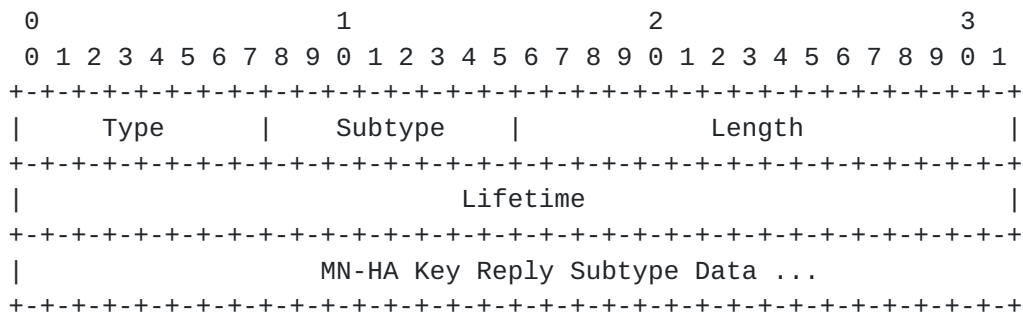 0                   1                   2                   3
 0 1 2 3 4 5 6 7 8 9 0 1 2 3 4 5 6 7 8 9 0 1 2 3 4 5 6 7 8 9 0 1
+-+-+-+-+-+-+-+-+-+-+-+-+-+-+-+-+-+-+-+-+-+-+-+-+-+-+-+-+-+-+-+-+
|     Type      |    Subtype    |            Length             |
+-+-+-+-+-+-+-+-+-+-+-+-+-+-+-+-+-+-+-+-+-+-+-+-+-+-+-+-+-+-+-+-+
|                            Lifetime                           |
+-+-+-+-+-+-+-+-+-+-+-+-+-+-+-+-+-+-+-+-+-+-+-+-+-+-+-+-+-+-+-+-+
|                   MN-HA Key Reply Subtype Data ...
+-+-+-+-+-+-+-+-+-+-+-+-+-+-+-+-+-+-+-+-+-+-+-+-+-+-+-+-+-+-+-+-+